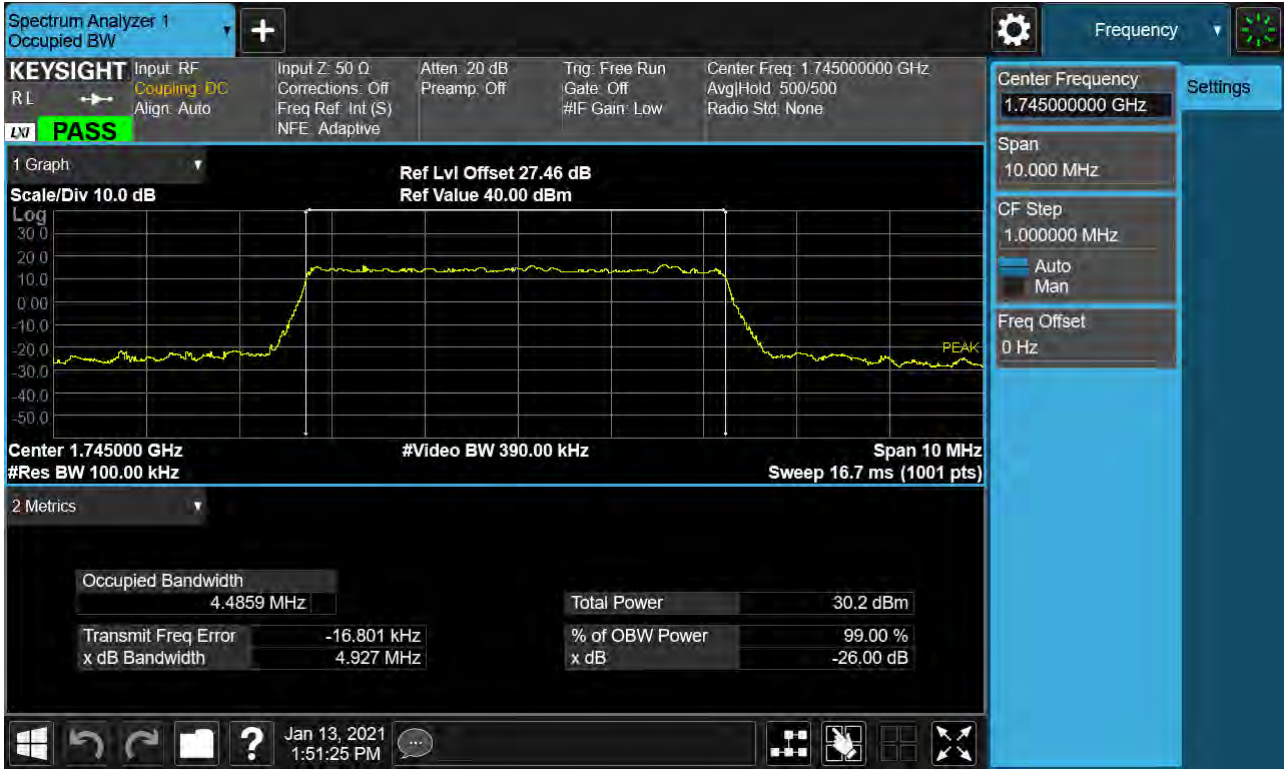 Spectrum Analyzer 1
Occupied BW
Frequency
KEYSIGHT
R L
LXI PASS
Input: RF
Coupling: DC
Align: Auto
Input Z: 50 Ω
Corrections: Off
Freq Ref: Int (S)
NFE: Adaptive
Atten: 20 dB
Preamp: Off
Trig: Free Run
Gate: Off
#IF Gain: Low
Center Freq: 1.745000000 GHz
Avg|Hold: 500/500
Radio Std: None
Center Frequency
1.745000000 GHz
Settings
Span
10.000 MHz
CF Step
1.000000 MHz
Auto
Man
Freq Offset
0 Hz
1 Graph
Ref Lvl Offset 27.46 dB
Scale/Div 10.0 dB
Ref Value 40.00 dBm
Log
30.0
20.0
10.0
0.00
-10.0
-20.0
-30.0
-40.0
-50.0
PEAK
Center 1.745000 GHz
#Video BW 390.00 kHz
Span 10 MHz
#Res BW 100.00 kHz
Sweep 16.7 ms (1001 pts)
2 Metrics
Occupied Bandwidth
4.4859 MHz
Total Power 30.2 dBm
Transmit Freq Error -16.801 kHz
% of OBW Power 99.00 %
x dB Bandwidth 4.927 MHz
x dB -26.00 dB
?
Jan 13, 2021
1:51:25 PM